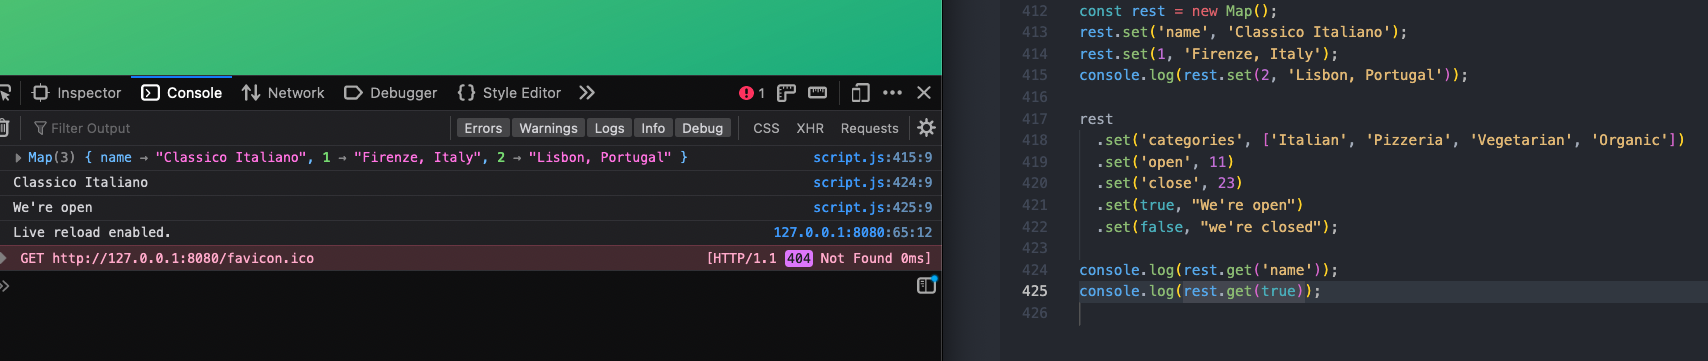 Inspector Console Network Debugger Style Editor 1
Filter Output Errors Warnings Logs Info Debug CSS XHR Requests
Map(3) { name → "Classico Italiano", 1 → "Firenze, Italy", 2 → "Lisbon, Portugal" } script.js:415:9
Classico Italiano script.js:424:9
We're open script.js:425:9
Live reload enabled. 127.0.0.1:8080:65:12
GET http://127.0.0.1:8080/favicon.ico [HTTP/1.1 404 Not Found 0ms]
412 const rest = new Map();
413 rest.set('name', 'Classico Italiano');
414 rest.set(1, 'Firenze, Italy');
415 console.log(rest.set(2, 'Lisbon, Portugal'));
416
417 rest
418 .set('categories', ['Italian', 'Pizzeria', 'Vegetarian', 'Organic'])
419 .set('open', 11)
420 .set('close', 23)
421 .set(true, "We're open")
422 .set(false, "we're closed");
423
424 console.log(rest.get('name'));
425 console.log(rest.get(true));
426